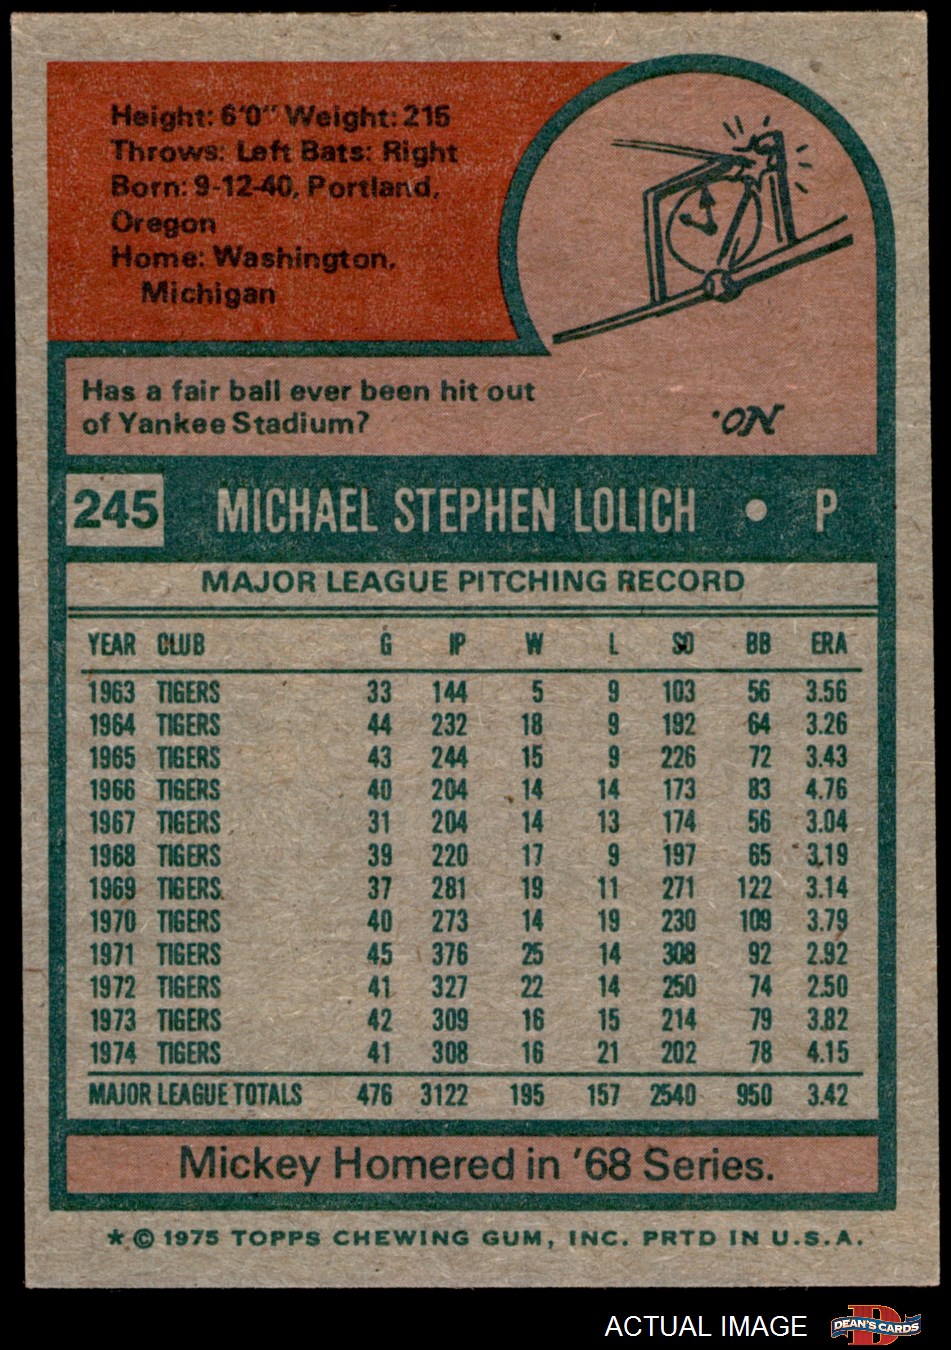 Height: 6'0" Weight: 215
Throws: Left Bats: Right
Born: 9-12-40, Portland,
Oregon
Home: Washington,
Michigan
Has a fair ball ever been hit out
of Yankee Stadium?
No.
245 MICHAEL STEPHEN LOLICH • P
MAJOR LEAGUE PITCHING RECORD
YEAR CLUB G IP W L SO BB ERA
1963 TIGERS 33 144 5 9 103 56 3.56
1964 TIGERS 44 232 18 9 192 64 3.26
1965 TIGERS 43 244 15 9 226 72 3.43
1966 TIGERS 40 204 14 14 173 83 4.76
1967 TIGERS 31 204 14 13 174 56 3.04
1968 TIGERS 39 220 17 9 197 65 3.19
1969 TIGERS 37 281 19 11 271 122 3.14
1970 TIGERS 40 273 14 19 230 109 3.79
1971 TIGERS 45 376 25 14 308 92 2.92
1972 TIGERS 41 327 22 14 250 74 2.50
1973 TIGERS 42 309 16 15 214 79 3.82
1974 TIGERS 41 308 16 21 202 78 4.15
MAJOR LEAGUE TOTALS 476 3122 195 157 2540 950 3.42
Mickey Homered in '68 Series.
* © 1975 TOPPS CHEWING GUM, INC. PRTD IN U.S.A.
ACTUAL IMAGE
D
DEAN'S CARDS